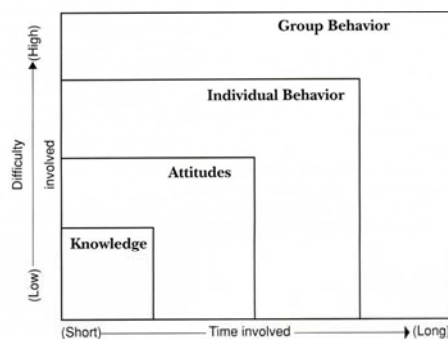 Group Behavior
(High)
Individual Behavior
Difficulty
involved
Attitudes
Knowledge
(Low)
(Short)
Time involved
(Long)